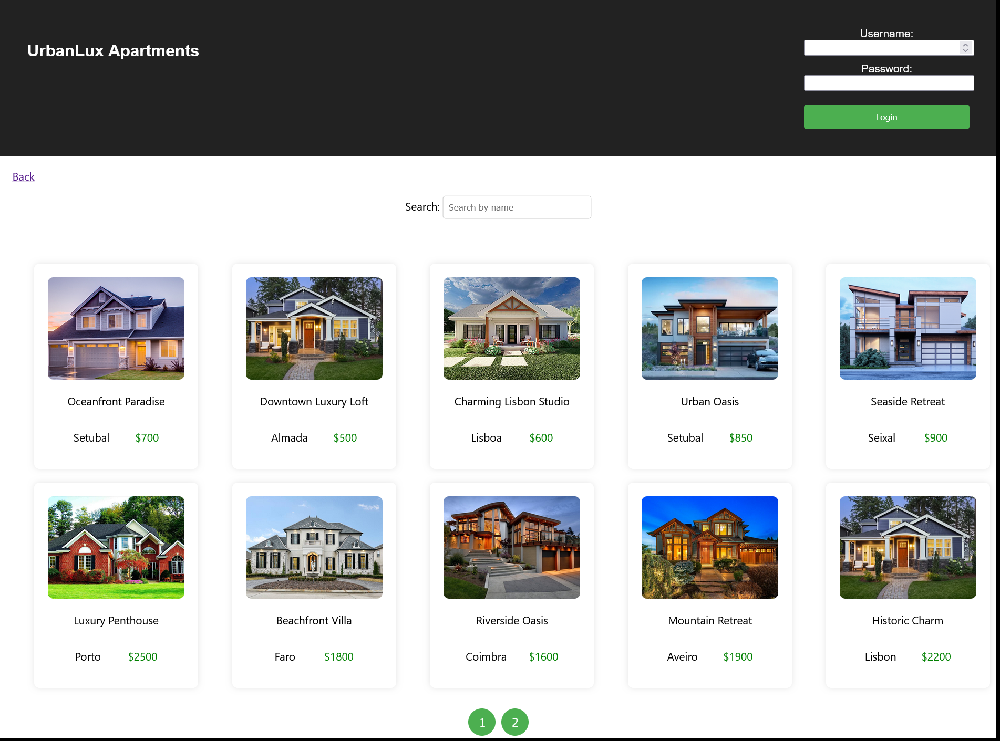 UrbanLux Apartments
Username:
Password:
Login
Back
Search: Search by name
Oceanfront Paradise
Setubal $700
Downtown Luxury Loft
Almada $500
Charming Lisbon Studio
Lisboa $600
Urban Oasis
Setubal $850
Seaside Retreat
Seixal $900
Luxury Penthouse
Porto $2500
Beachfront Villa
Faro $1800
Riverside Oasis
Coimbra $1600
Mountain Retreat
Aveiro $1900
Historic Charm
Lisbon $2200
1 2